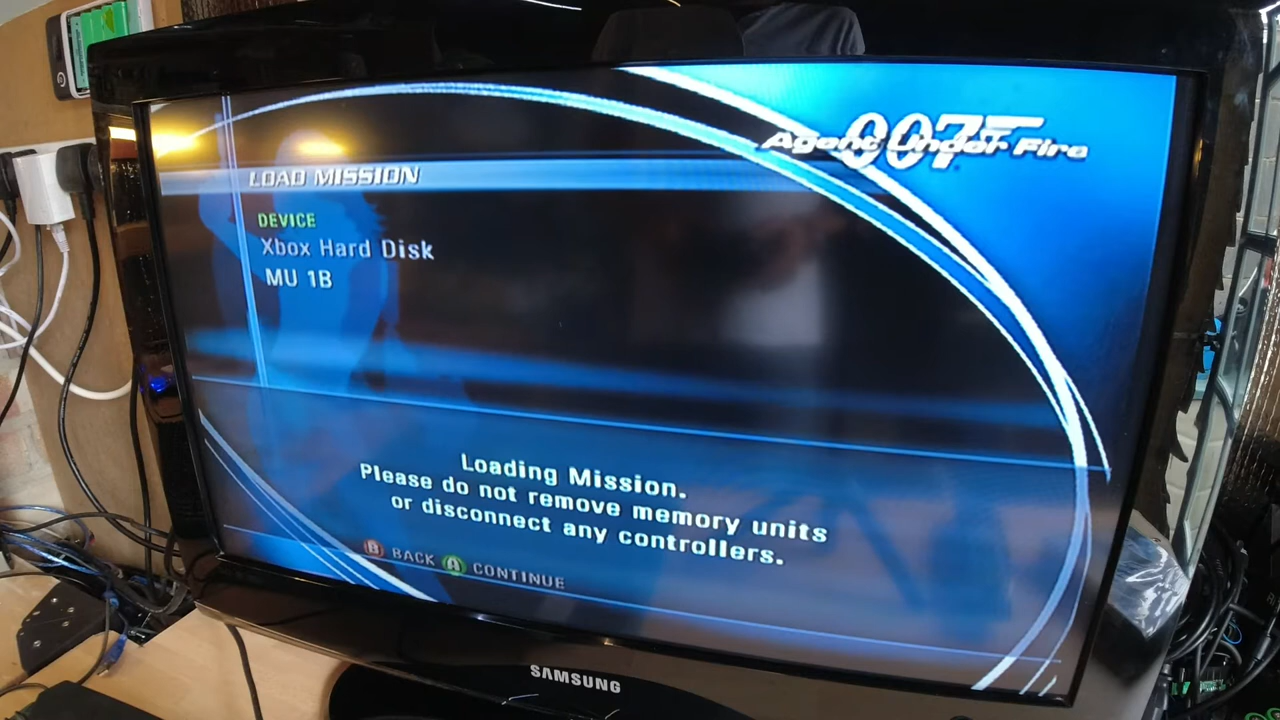 007
Agent Under Fire
LOAD MISSION
DEVICE
Xbox Hard Disk
MU 1B
Loading Mission.
Please do not remove memory units
or disconnect any controllers.
B BACK A CONTINUE
SAMSUNG